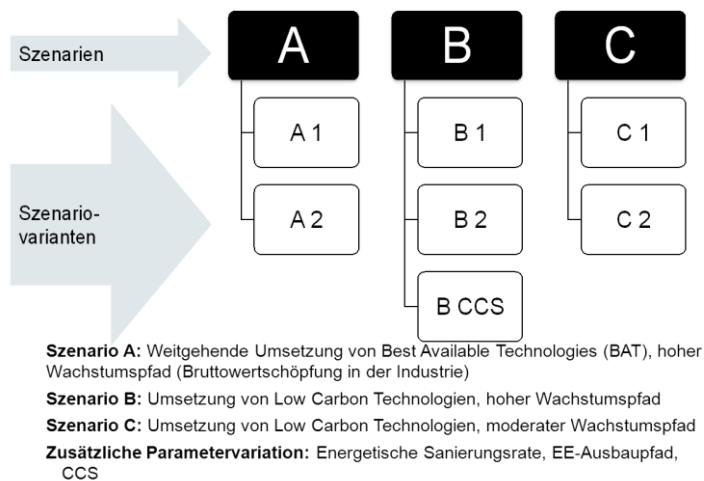 Szenarien
A
B
C
A 1
B 1
C 1
Szenario-
varianten
A 2
B 2
C 2
B CCS
Szenario A: Weitgehende Umsetzung von Best Available Technologies (BAT), hoher
Wachstumspfad (Bruttowertschöpfung in der Industrie)
Szenario B: Umsetzung von Low Carbon Technologien, hoher Wachstumspfad
Szenario C: Umsetzung von Low Carbon Technologien, moderater Wachstumspfad
Zusätzliche Parametervariation: Energetische Sanierungsrate, EE-Ausbaupfad,
CCS